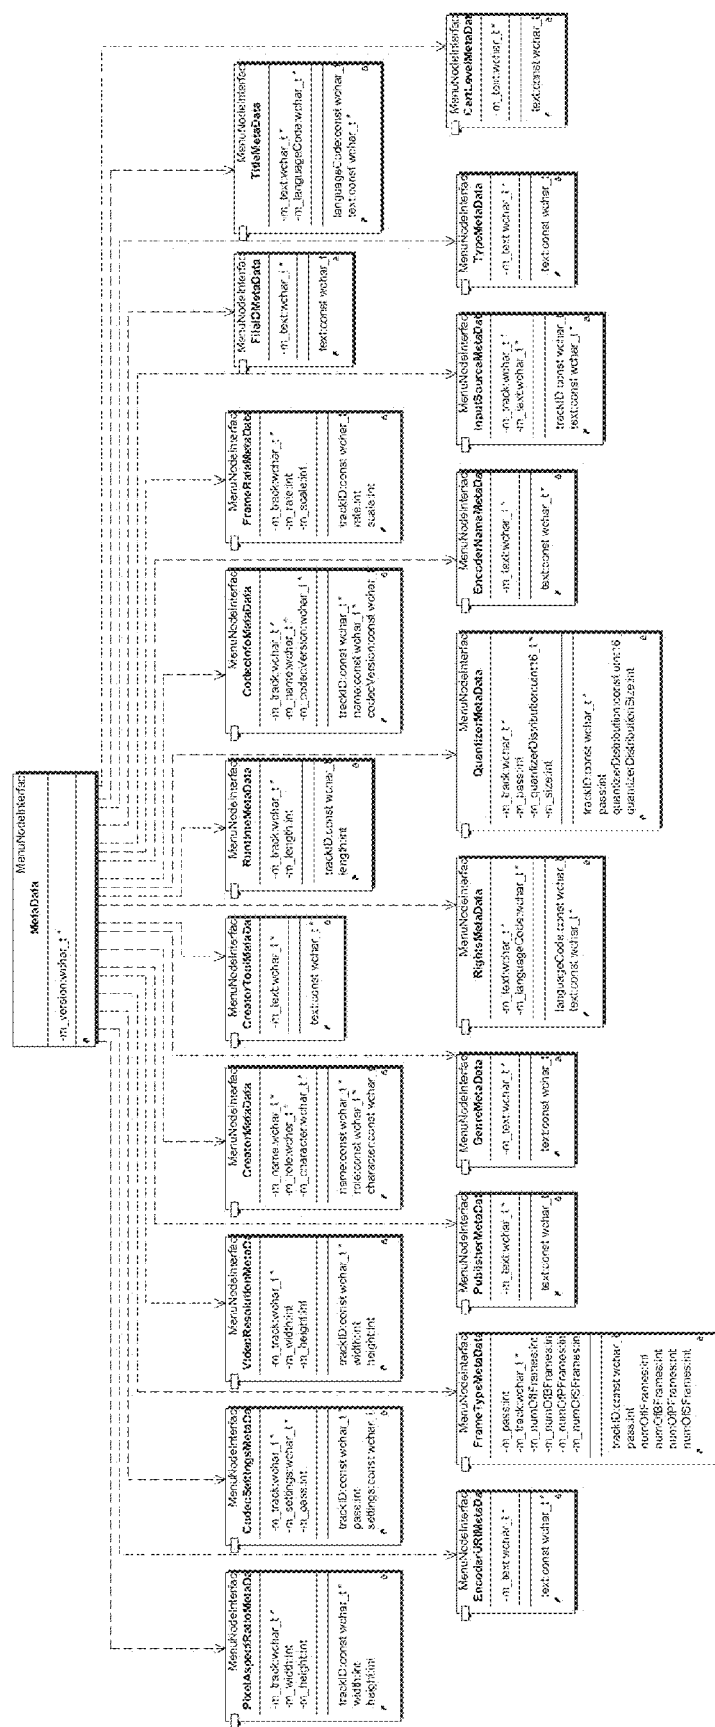 MenuNodeInterfac
MetaData
-m_version:wchar_t *
MenuNodeInterfac
PixelAspectRatioMetaDa
-m_track:wchar_t *
-m_width:int
-m_height:int
trackID:const wchar_t
width:int
height:int
MenuNodeInterfac
CodecSettingsMetaDa
-m_track:wchar_t *
-m_settings:wchar_t *
-m_pass:int
trackID:const wchar_t
pass:int
settings:const wchar_t
MenuNodeInterfac
VideoResolutionMetaD
-m_track:wchar_t *
-m_width:int
-m_height:int
trackID:const wchar_t
width:int
height:int
MenuNodeInterfac
CreatorMetaData
-m_name:wchar_t *
-m_role:wchar_t *
-m_character:wchar_t *
name:const wchar_t *
role:const wchar_t *
character:const wchar_
MenuNodeInterfac
CreatorToolMetaDa
-m_text:wchar_t *
text:const wchar_t
MenuNodeInterfac
RuntimeMetaData
-m_track:wchar_t *
-m_length:int
trackID:const wchar_
length:int
MenuNodeInterfac
CodecInfoMetaData
-m_track:wchar_t *
-m_name:wchar_t *
-m_codecVersion:wchar_t *
trackID:const wchar_t
name:const wchar_t *
codecVersion:const wchar_
MenuNodeInterfac
FrameRateMetaData
-m_track:wchar_t *
-m_rate:int
-m_scale:int
trackID:const wchar_t
rate:int
scale:int
MenuNodeInterfac
FileIDMetaData
-m_text:wchar_t *
text:const wchar_t
MenuNodeInterfac
TitleMetaData
-m_text:wchar_t *
-m_languageCode:wchar_t *
languageCode:const wchar_
text:const wchar_t *
MenuNodeInterfac
EncoderURIMetaDa
-m_text:wchar_t *
text:const wchar_t
MenuNodeInterfac
FrameTypeMetaData
-m_pass:int
-m_track:wchar_t *
-m_numOfIFrames:int
-m_numOfBFrames:int
-m_numOfPFrames:int
-m_numOfSFrames:int
trackID:const wchar_
pass:int
numOfIFrames:int
numOfBFrames:int
numOfPFrames:int
numOfSFrames:int
MenuNodeInterfac
PublisherMetaDat
-m_text:wchar_t *
text:const wchar_t
MenuNodeInterfac
GenreMetaData
-m_text:wchar_t *
text:const wchar_t
MenuNodeInterfac
RightsMetaData
-m_text:wchar_t *
-m_languageCode:wchar_t *
languageCode:const wchar_
text:const wchar_t *
MenuNodeInterfac
QuantizerMetaData
-m_track:wchar_t *
-m_pass:int
-m_quantizerDistribution:uint16_t
-m_size:int
trackID:const wchar_t *
pass:int
quantizerDistribution:const uint16
quantizerDistributionSize:int
MenuNodeInterfac
EncoderNameMetaDa
-m_text:wchar_t *
text:const wchar_t
MenuNodeInterfac
InputSourceMetaDat
-m_track:wchar_t *
-m_text:wchar_t *
trackID:const wchar_t
text:const wchar_t *
MenuNodeInterfac
TypeMetaData
-m_text:wchar_t *
text:const wchar_t
MenuNodeInterfac
CertLevelMetaDat
-m_text:wchar_t *
text:const wchar_t